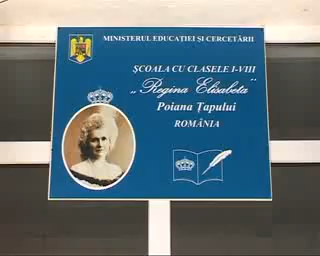 MINISTERUL EDUCAȚIEI ȘI CERCETĂRII
ȘCOALA CU CLASELE I-VIII
„Regina Elisabeta”
Poiana Țapului
ROMÂNIA